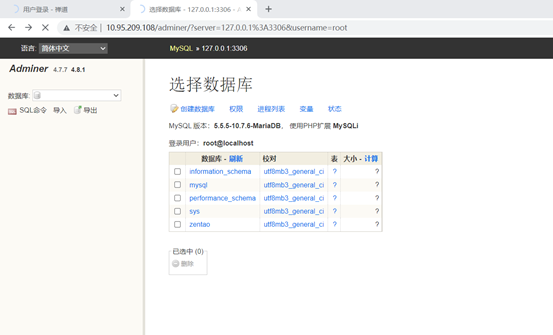 用户登录 - 禅道
选择数据库 - 127.0.0.1:3306 - A
不安全 | 10.95.209.108/adminer/?server=127.0.0.1%3A3306&username=root
语言: 简体中文
MySQL » 127.0.0.1:3306
Adminer 4.7.7 4.8.1
选择数据库
数据库:
SQL命令 导入 导出
创建数据库 权限 进程列表 变量 状态
MySQL 版本: 5.5.5-10.7.6-MariaDB, 使用PHP扩展 MySQLi
登录用户: root@localhost
数据库 - 刷新 校对 表 大小 - 计算
information_schema utf8mb3_general_ci ? ?
mysql utf8mb3_general_ci ? ?
performance_schema utf8mb3_general_ci ? ?
sys utf8mb3_general_ci ? ?
zentao utf8mb3_general_ci ? ?
已选中 (0)
删除